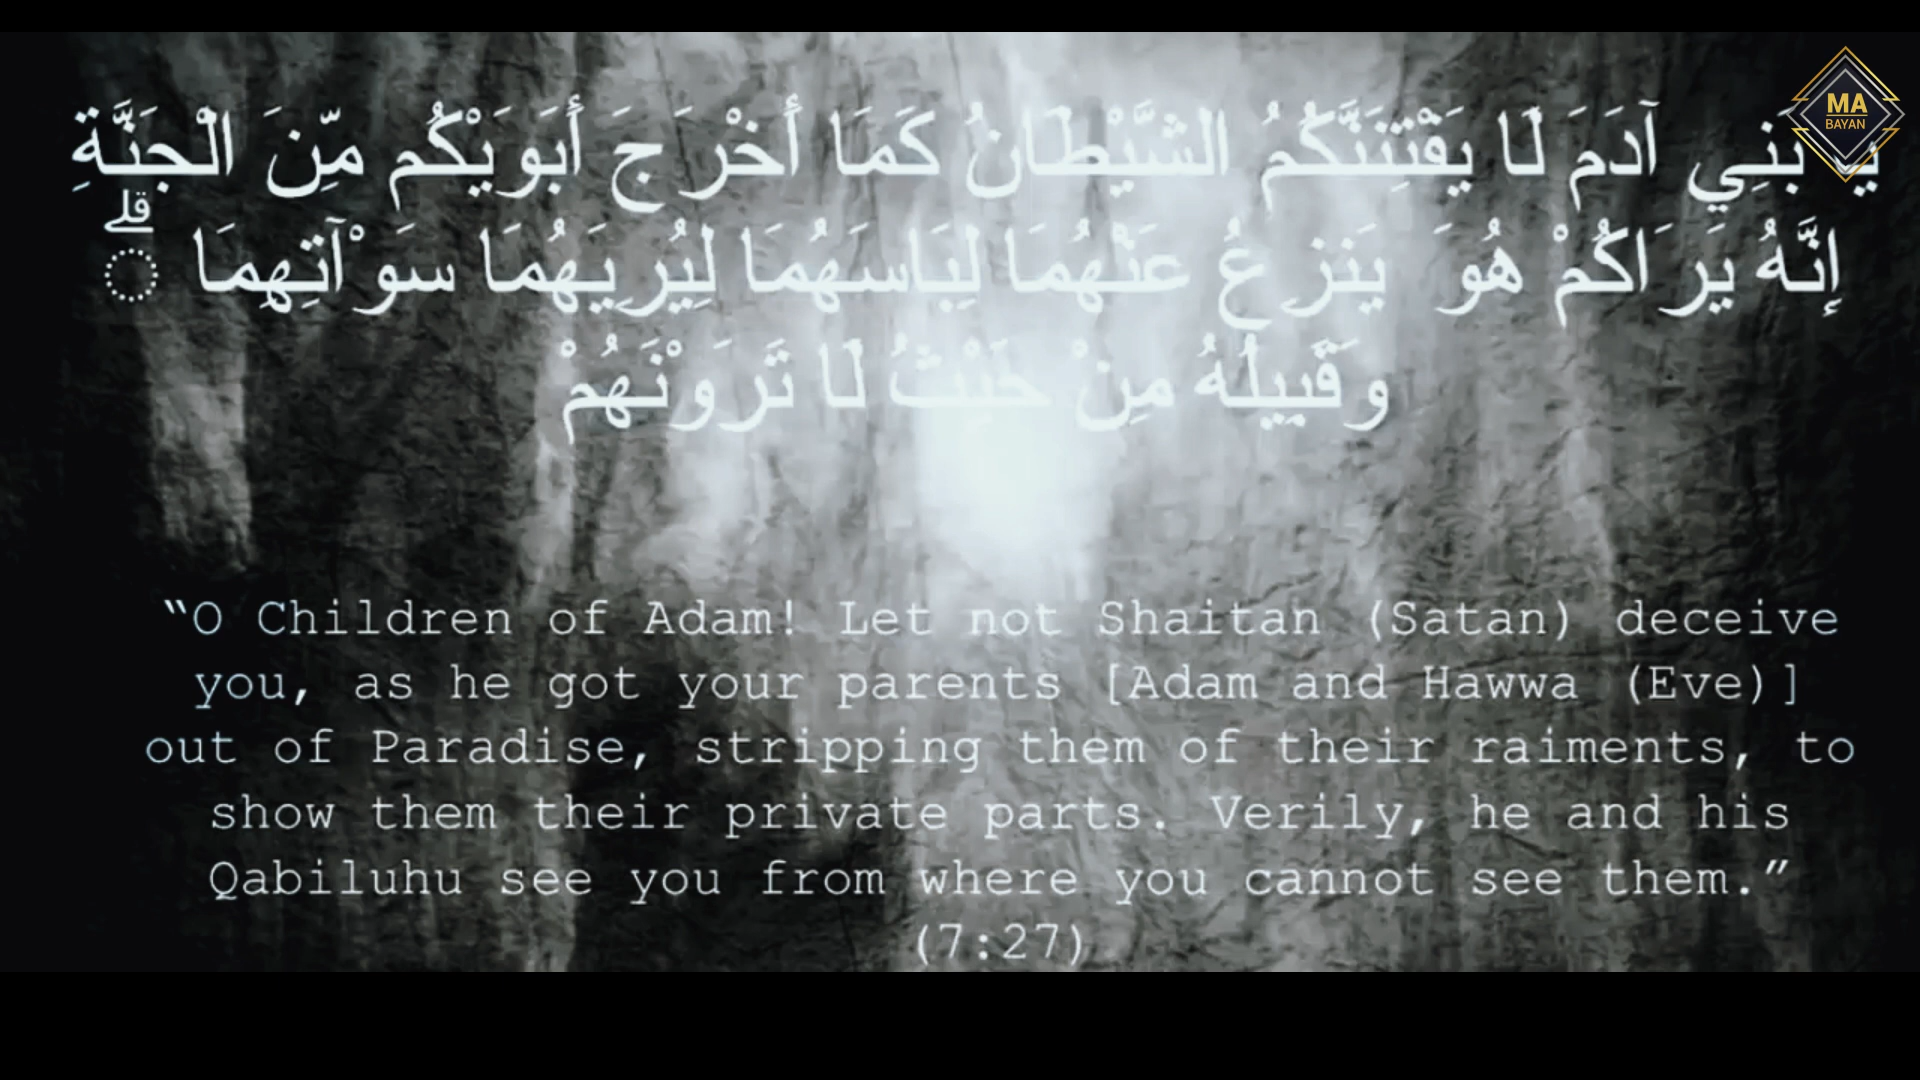 يَا بَنِي آدَمَ لَا يَفْتِنَنَّكُمُ الشَّيْطَانُ كَمَا أَخْرَجَ أَبَوَيْكُم مِّنَ الْجَنَّةِ
إِنَّهُ يَرَاكُمْ هُوَ يَنزِعُ عَنْهُمَا لِبَاسَهُمَا لِيُرِيَهُمَا سَوْآتِهِمَا ۗ
وَقَبِيلُهُ مِنْ حَيْثُ لَا تَرَوْنَهُمْ
MA
BAYAN
“O Children of Adam! Let not Shaitan (Satan) deceive
you, as he got your parents [Adam and Hawwa (Eve)]
out of Paradise, stripping them of their raiments, to
show them their private parts. Verily, he and his
Qabiluhu see you from where you cannot see them.”
(7:27)